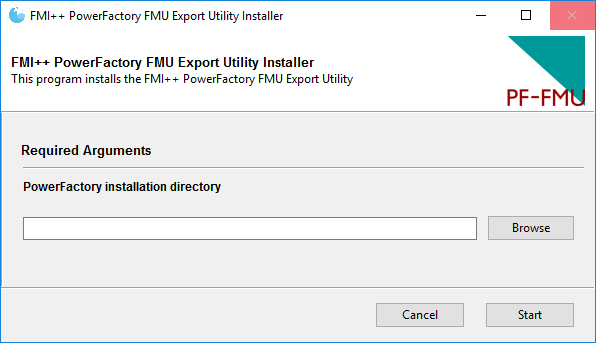 FMI++ PowerFactory FMU Export Utility Installer
FMI++ PowerFactory FMU Export Utility Installer
This program installs the FMI++ PowerFactory FMU Export Utility
PF-FMU
Required Arguments
PowerFactory installation directory
Browse
Cancel
Start